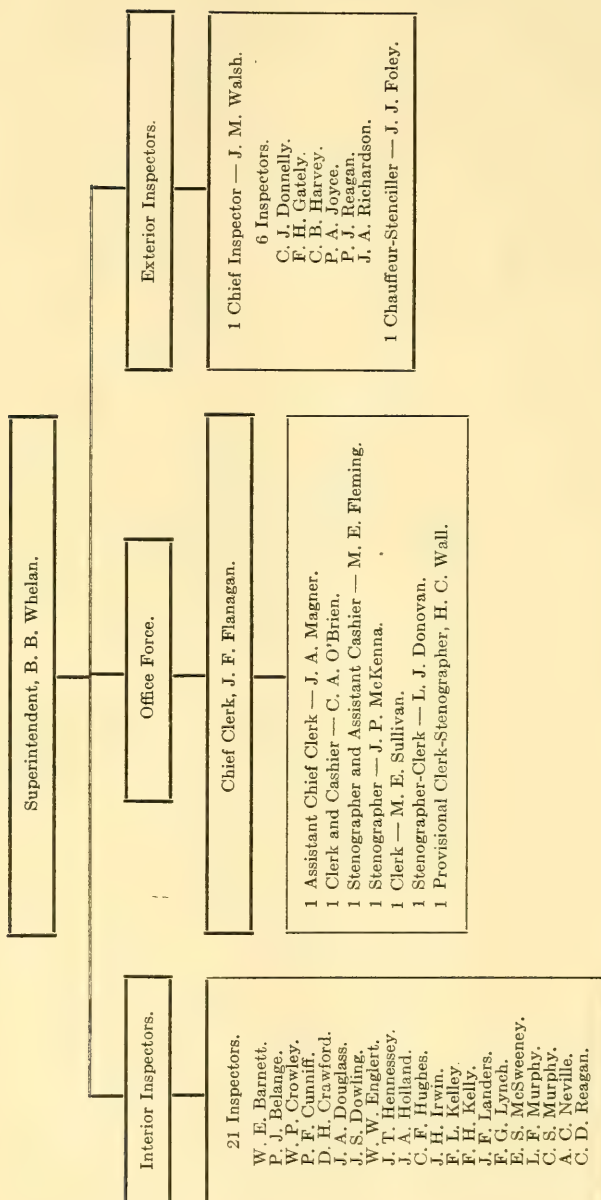 Superintendent, B. B. Whelan.
Interior Inspectors.
21 Inspectors.
W. E. Barnett.
P. J. Belange.
W. P. Crowley.
P. F. Cunniff.
D. H. Crawford.
J. A. Douglass.
J. S. Dowling.
W. W. Englert.
J. T. Hennessey.
J. A. Holland.
C. F. Hughes.
J. H. Irwin.
F. L. Kelley.
F. H. Kelly.
J. F. Landers.
F. G. Lynch.
E. S. McSweeney.
L. F. Murphy.
C. S. Murphy.
A. C. Neville.
C. D. Reagan.
Office Force.
Chief Clerk, J. F. Flanagan.
1 Assistant Chief Clerk — J. A. Magner.
1 Clerk and Cashier — C. A. O'Brien.
1 Stenographer and Assistant Cashier — M. E. Fleming.
1 Stenographer — J. P. McKenna.
1 Clerk — M. E. Sullivan.
1 Stenographer-Clerk — L. J. Donovan.
1 Provisional Clerk-Stenographer, H. C. Wall.
Exterior Inspectors.
1 Chief Inspector — J. M. Walsh.
6 Inspectors.
C. J. Donnelly.
F. H. Gately.
C. B. Harvey.
P. A. Joyce.
P. J. Reagan.
J. A. Richardson.
1 Chauffeur-Stenciller — J. J. Foley.